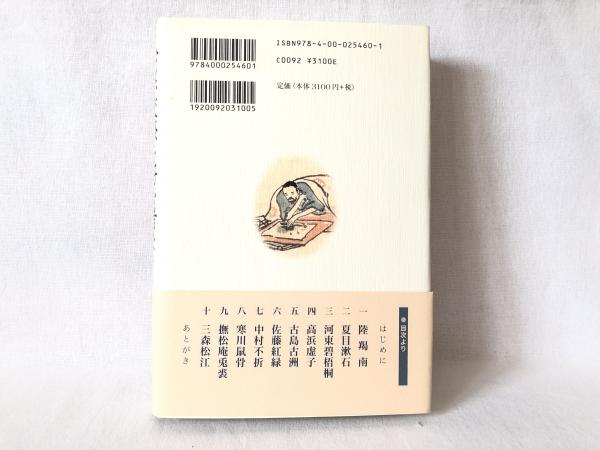 ISBN978-4-00-025460-1
C0092 ¥3100E
定価(本体3100円+税)
9784000254601
1920092031005
●目次より
はじめに
一 陸羯南
二 夏目漱石
三 河東碧梧桐
四 高浜虚子
五 古島古洲
六 佐藤紅緑
七 中村不折
八 寒川鼠骨
九 撫松庵兎裘
十 三森松江
あとがき